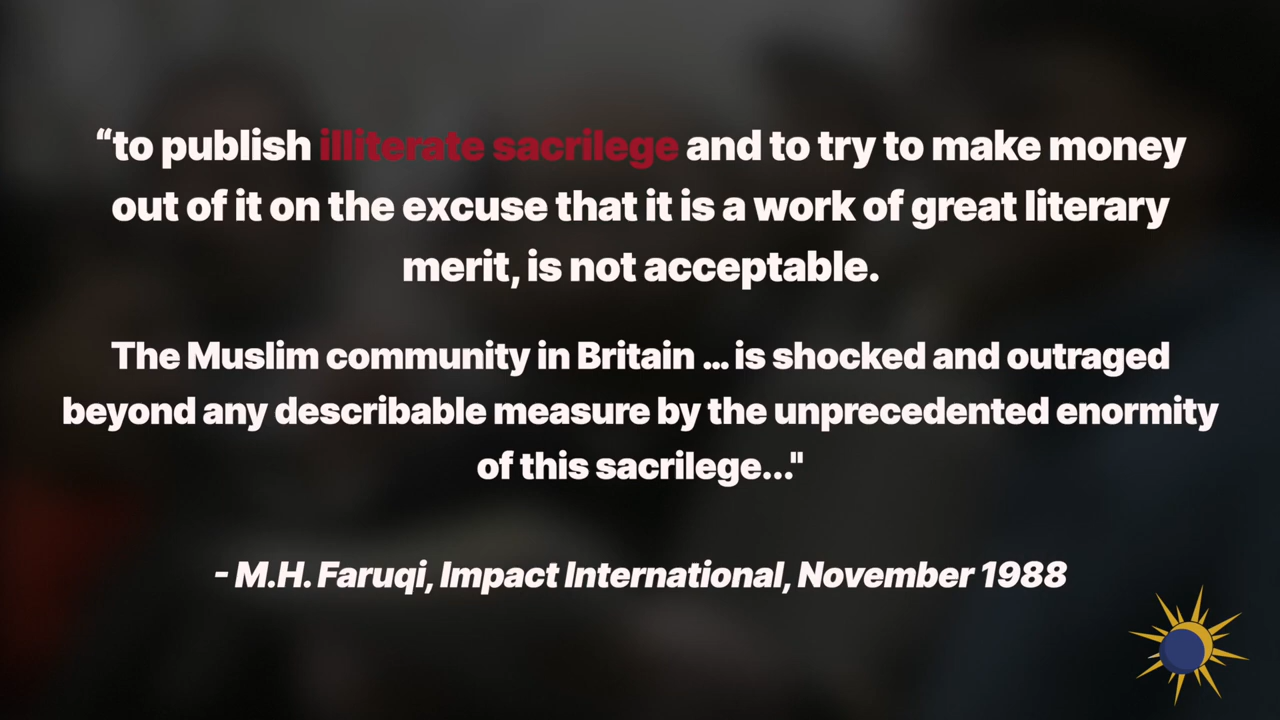 “to publish illiterate sacrilege and to try to make money
out of it on the excuse that it is a work of great literary
merit, is not acceptable.
The Muslim community in Britain ... is shocked and outraged
beyond any describable measure by the unprecedented enormity
of this sacrilege..."
- M.H. Faruqi, Impact International, November 1988